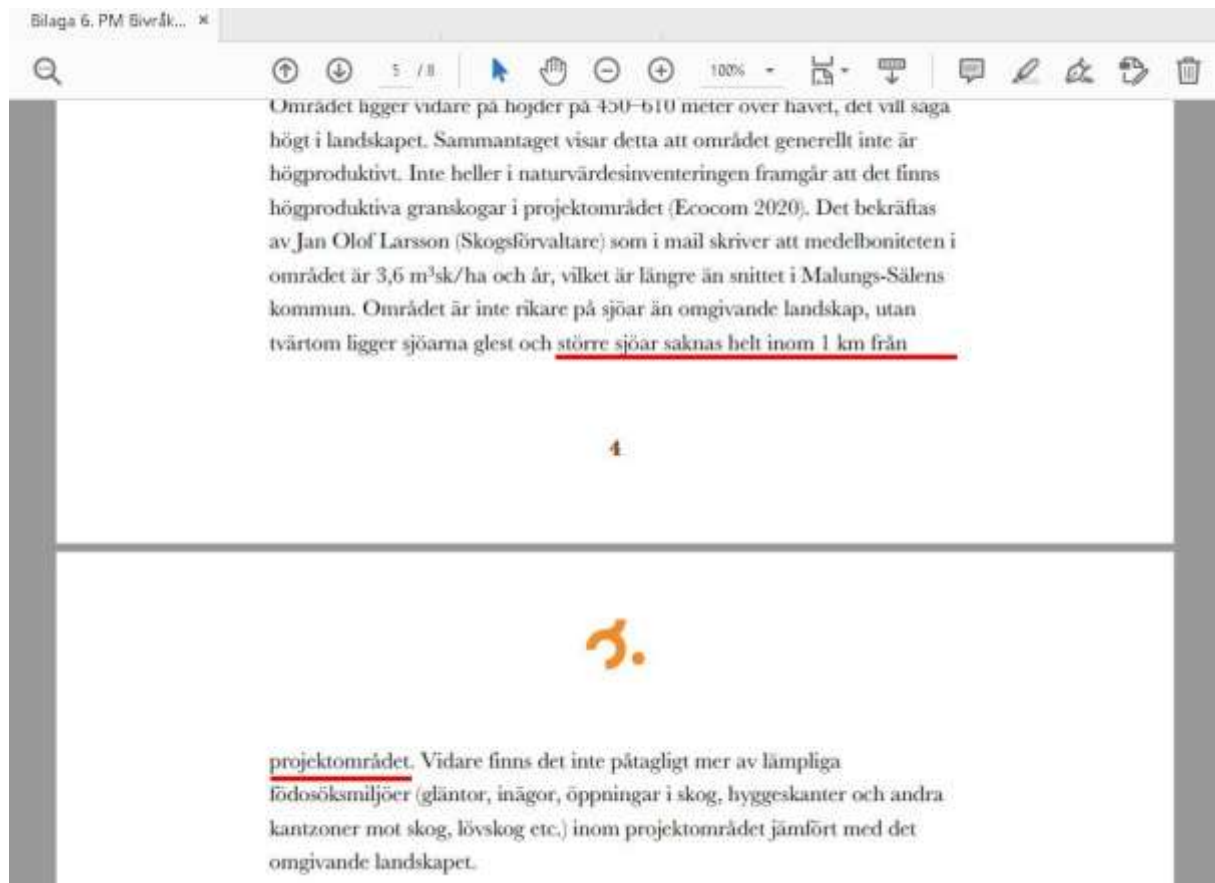 Bilaga 6. PM Bivråk... ×
5 / 8
100%
Området ligger vidare på höjder på 450–610 meter över havet, det vill säga
högt i landskapet. Sammantaget visar detta att området generellt inte är
högproduktivt. Inte heller i naturvärdesinventeringen framgår att det finns
högproduktiva granskogar i projektområdet (Ecocom 2020). Det bekräftas
av Jan Olof Larsson (Skogsförvaltare) som i mail skriver att medelboniteten i
området är 3,6 m³sk/ha och år, vilket är längre än snittet i Malungs-Sälens
kommun. Området är inte rikare på sjöar än omgivande landskap, utan
tvärtom ligger sjöarna glest och större sjöar saknas helt inom 1 km från
4
projektområdet. Vidare finns det inte påtagligt mer av lämpliga
födosöksmiljöer (gläntor, inägor, öppningar i skog, hyggeskanter och andra
kantzoner mot skog, lövskog etc.) inom projektområdet jämfört med det
omgivande landskapet.